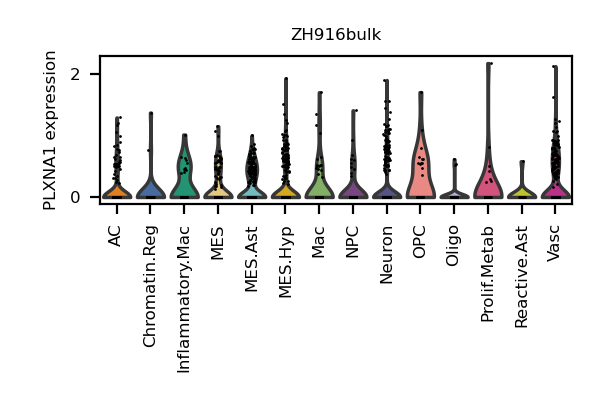 ZH916bulk
PLXNA1 expression
2
0
AC
Chromatin.Reg
Inflammatory.Mac
MES
MES.Ast
MES.Hyp
Mac
NPC
Neuron
OPC
Oligo
Prolif.Metab
Reactive.Ast
Vasc